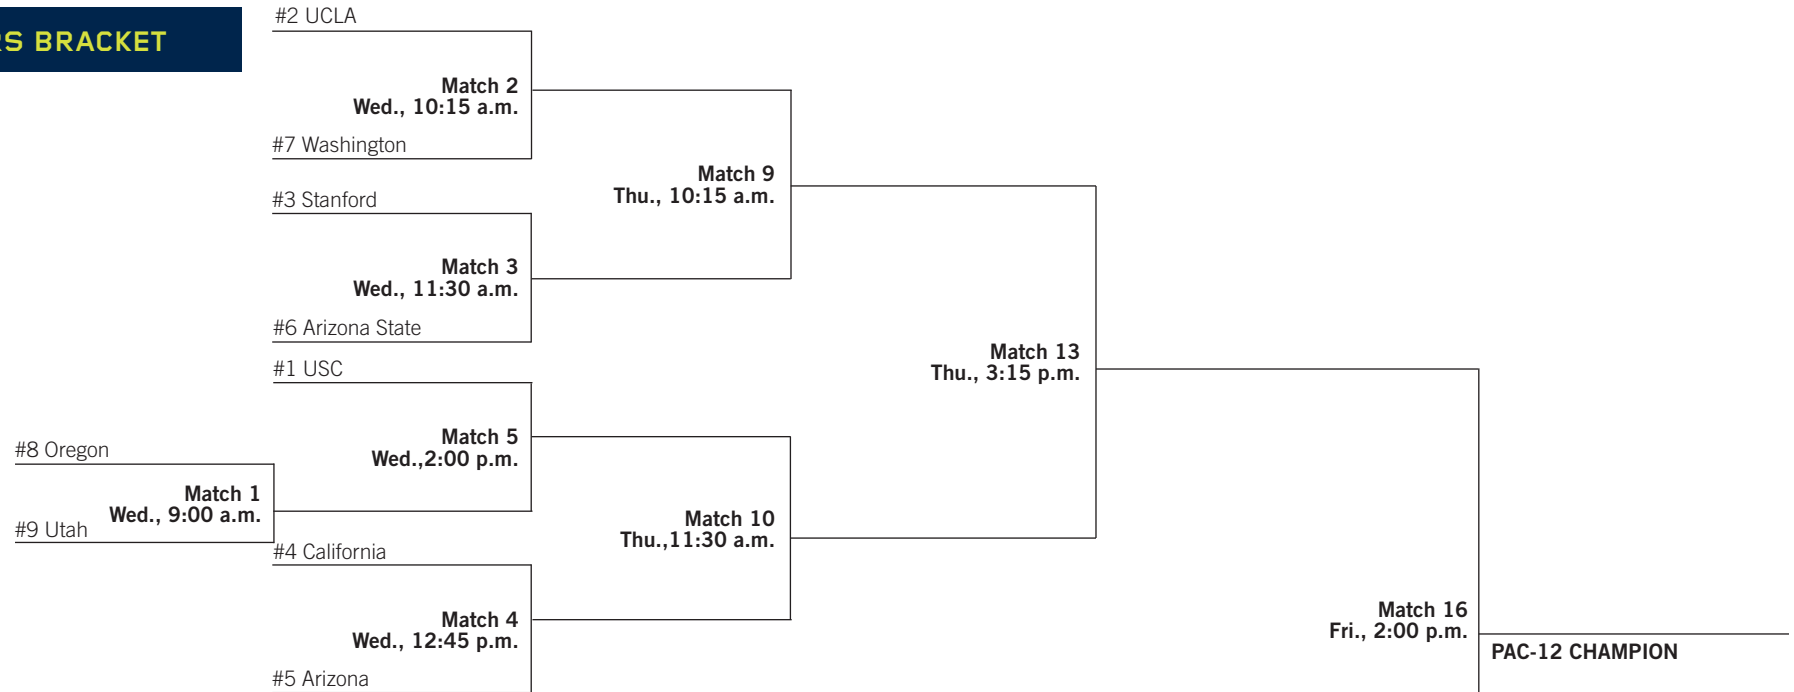 RS BRACKET
#2 UCLA
Match 2
Wed., 10:15 a.m.
#7 Washington
Match 9
Thu., 10:15 a.m.
#3 Stanford
Match 3
Wed., 11:30 a.m.
#6 Arizona State
Match 13
Thu., 3:15 p.m.
#1 USC
Match 5
Wed.,2:00 p.m.
#8 Oregon
Match 1
Wed., 9:00 a.m.
#9 Utah
Match 10
Thu.,11:30 a.m.
#4 California
Match 4
Wed., 12:45 p.m.
#5 Arizona
Match 16
Fri., 2:00 p.m.
PAC-12 CHAMPION